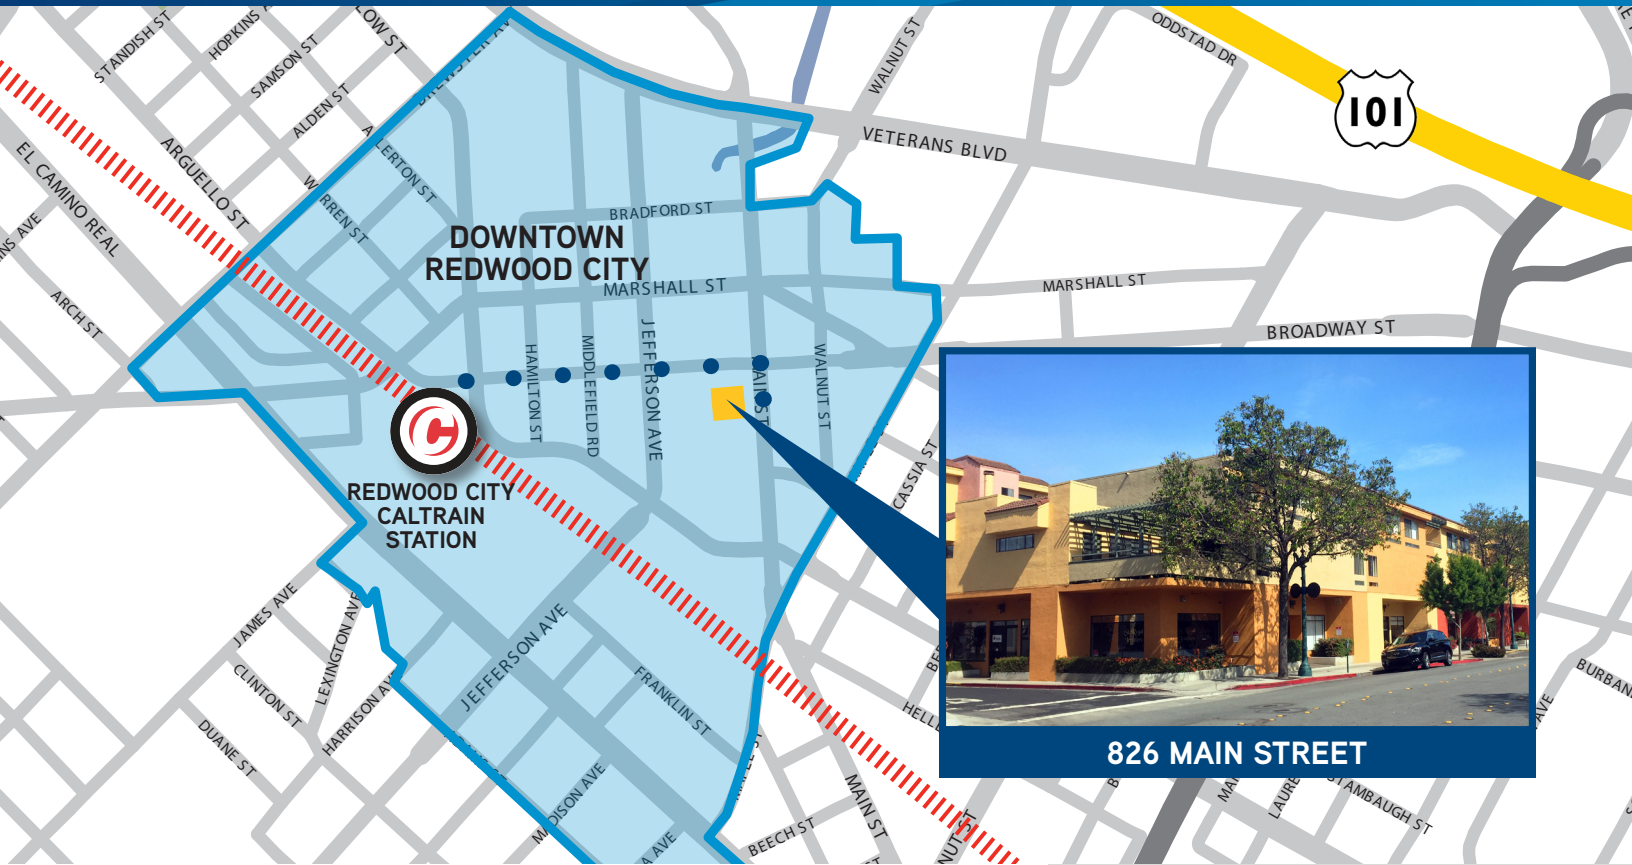 STANDISH ST
HOPKINS A
SAMSON ST
ALDEN ST
ARGUELLO ST
EL CAMINO REAL
ARCH ST
WALNUT ST
ODDSTAD DR
101
VETERANS BLVD
BRADFORD ST
DOWNTOWN
REDWOOD CITY
MARSHALL ST
MARSHALL ST
BROADWAY ST
HAMILTON ST
MIDDLEFIELD RD
JEFFERSON AVE
WALNUT ST
CASSIA ST
C
REDWOOD CITY
CALTRAIN
STATION
JAMES AVE
LEXINGTON AVE
CLINTON ST
HARRISON AV
DUANE ST
JEFFERSON AVE
FRANKLIN ST
MADISON AVE
MAIN ST
BEECH ST
826 MAIN STREET
STAMBAUGH ST